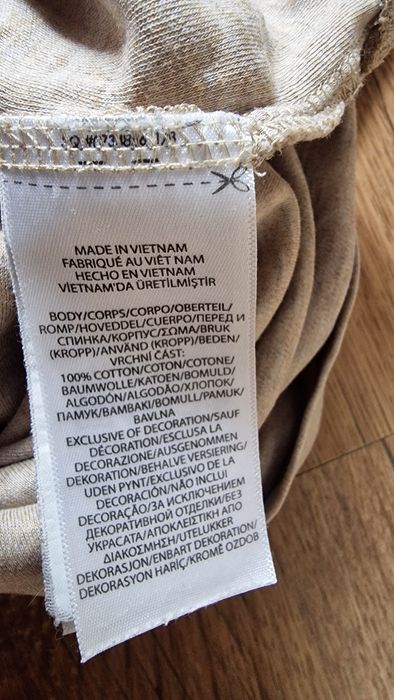 MADE IN VIETNAM
FABRIQUÉ AU VIÊT NAM
HECHO EN VIETNAM
VİETNAM'DA ÜRETİLMİŞTİR
BODY/CORPS/CORPO/OBERTEIL/
ROMP/HOVEDDEL/CUERPO/ПЕРЕД И
СПИНКА/КОРПУС/ΣΩΜΑ/BRUK
(KROPP)/ANVÄND (KROPP)/BEDEN/
VRCHNÍ ČÁST:
100% COTTON/COTON/COTONE/
BAUMWOLLE/KATOEN/BOMULD/
ALGODÓN/ALGODÃO/ХЛОПОК/
ПАМУК/ΒΑΜΒΑΚΙ/BOMULL/PAMUK/
BAVLNA
EXCLUSIVE OF DECORATION/SAUF
DÉCORATION/ESCLUSA LA
DECORAZIONE/AUSGENOMMEN
DEKORATION/BEHALVE VERSIERING/
UDEN PYNT/EXCLUSIVO DE LA
DECORACIÓN/NÃO INCLUI
DECORAÇÃO/ЗА ИСКЛЮЧЕНИЕМ
ДЕКОРАТИВНОЙ ОТДЕЛКИ/БЕЗ
УКРАСАТА/ΑΠΟΚΛΕΙΣΤΙΚΗ ΑΠΟ
ΔΙΑΚΟΣΜΗΣΗ/UTELUKKER
DEKORASJON/ENBART DEKORATION/
DEKORASYON HARİÇ/KROMĚ OZDOB